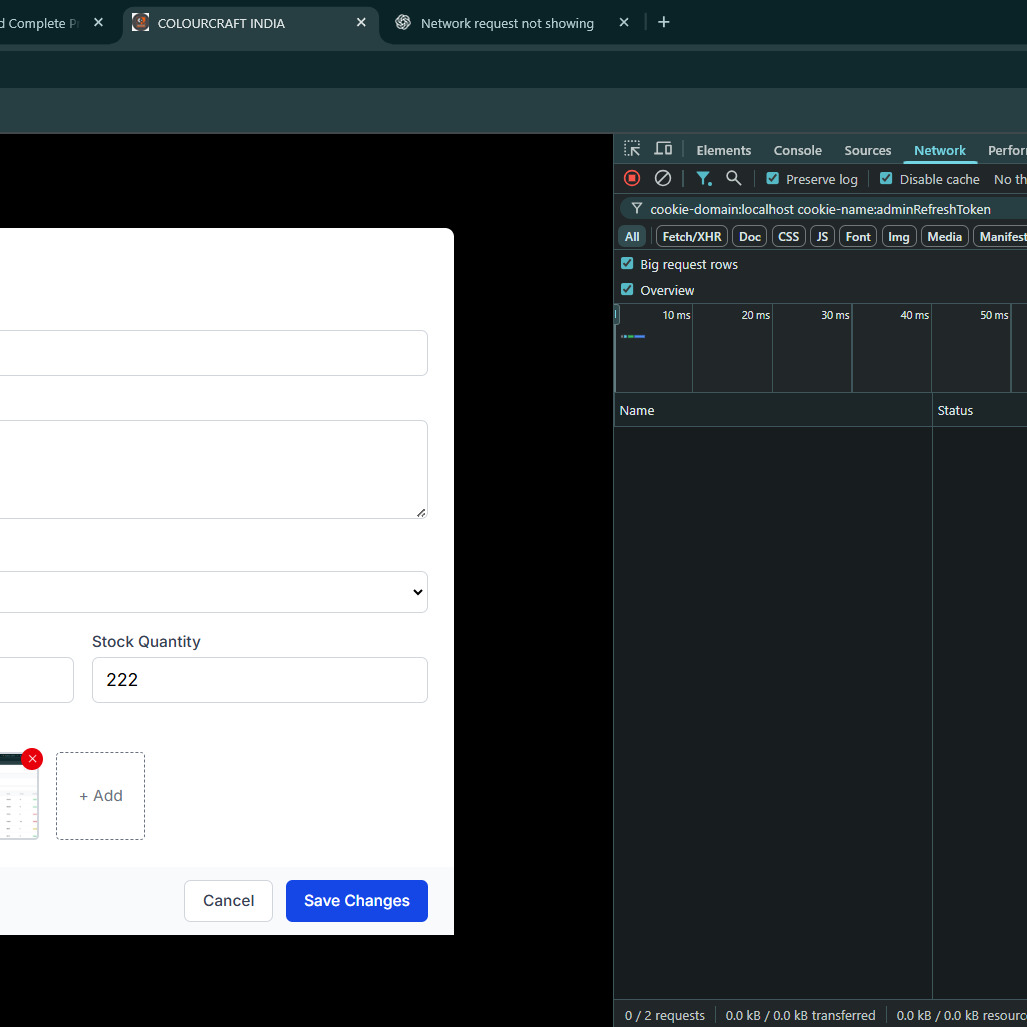 d Complete P
COLOURCRAFT INDIA
Network request not showing
Elements Console Sources Network Perfor
Preserve log Disable cache No th
cookie-domain:localhost cookie-name:adminRefreshToken
All Fetch/XHR Doc CSS JS Font Img Media Manifest
Big request rows
Overview
10 ms 20 ms 30 ms 40 ms 50 ms
Name Status
Stock Quantity
222
+ Add
Cancel Save Changes
0 / 2 requests 0.0 kB / 0.0 kB transferred 0.0 kB / 0.0 kB resourc